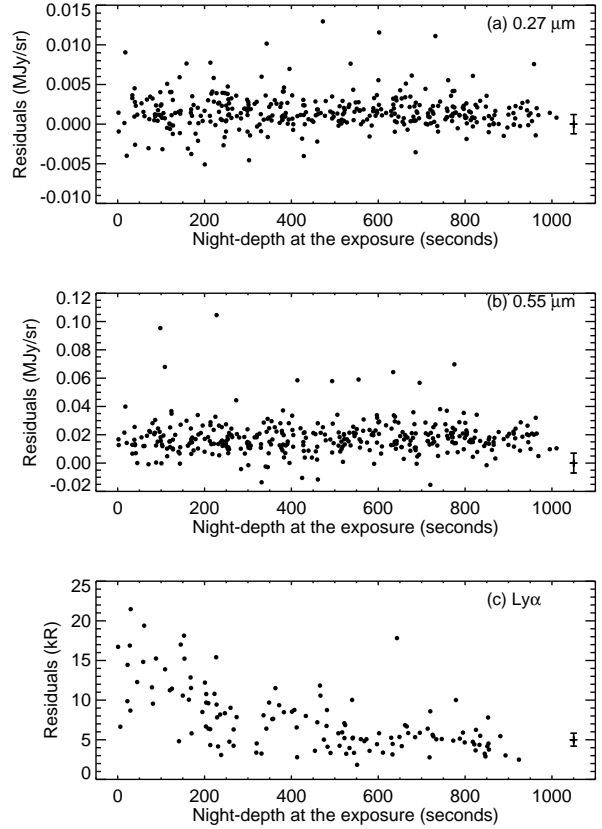 (a) 0.27 μm
0.015
0.010
0.005
0.000
-0.005
-0.010
Residuals (MJy/sr)
0 200 400 600 800 1000
Night-depth at the exposure (seconds)
(b) 0.55 μm
0.12
0.10
0.08
0.06
0.04
0.02
0.00
-0.02
Residuals (MJy/sr)
0 200 400 600 800 1000
Night-depth at the exposure (seconds)
(c) Lyα
25
20
15
10
5
0
Residuals (kR)
0 200 400 600 800 1000
Night-depth at the exposure (seconds)